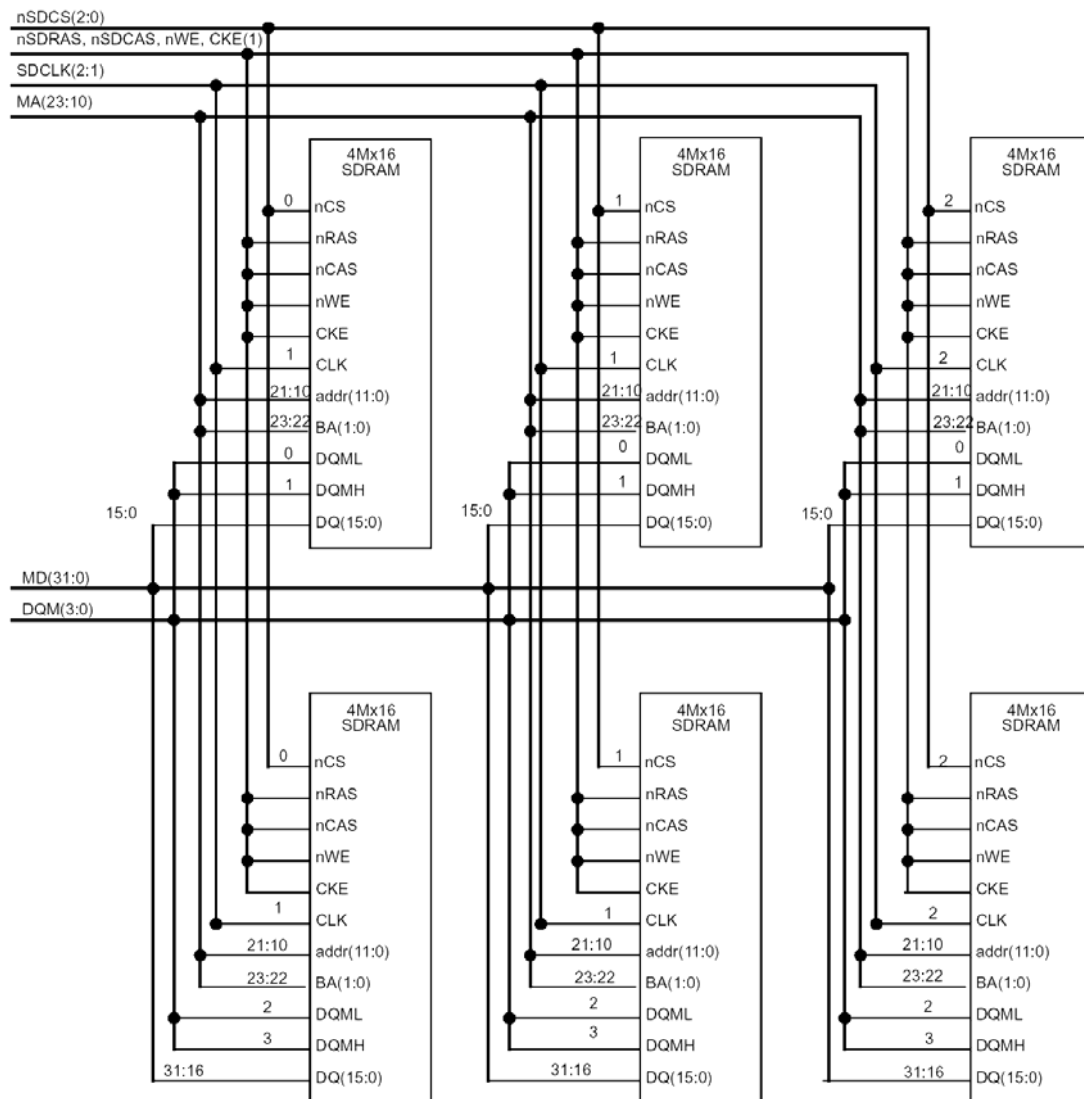 nSDCS(2:0)
nSDRAS, nSDCAS, nWE, CKE(1)
SDCLK(2:1)
MA(23:10)
4Mx16
SDRAM
0
nCS
nRAS
nCAS
nWE
CKE
1
CLK
21:10
addr(11:0)
23:22
BA(1:0)
0
DQML
1
DQMH
15:0
DQ(15:0)
4Mx16
SDRAM
1
nCS
nRAS
nCAS
nWE
CKE
1
CLK
21:10
addr(11:0)
23:22
BA(1:0)
0
DQML
1
DQMH
15:0
DQ(15:0)
4Mx16
SDRAM
2
nCS
nRAS
nCAS
nWE
CKE
2
CLK
21:10
addr(11:0)
23:22
BA(1:0)
0
DQML
1
DQMH
15:0
DQ(15:0)
MD(31:0)
DQM(3:0)
4Mx16
SDRAM
0
nCS
nRAS
nCAS
nWE
CKE
1
CLK
21:10
addr(11:0)
23:22
BA(1:0)
2
DQML
3
DQMH
31:16
DQ(15:0)
4Mx16
SDRAM
1
nCS
nRAS
nCAS
nWE
CKE
1
CLK
21:10
addr(11:0)
23:22
BA(1:0)
2
DQML
3
DQMH
31:16
DQ(15:0)
4Mx16
SDRAM
2
nCS
nRAS
nCAS
nWE
CKE
2
CLK
21:10
addr(11:0)
23:22
BA(1:0)
2
DQML
3
DQMH
31:16
DQ(15:0)